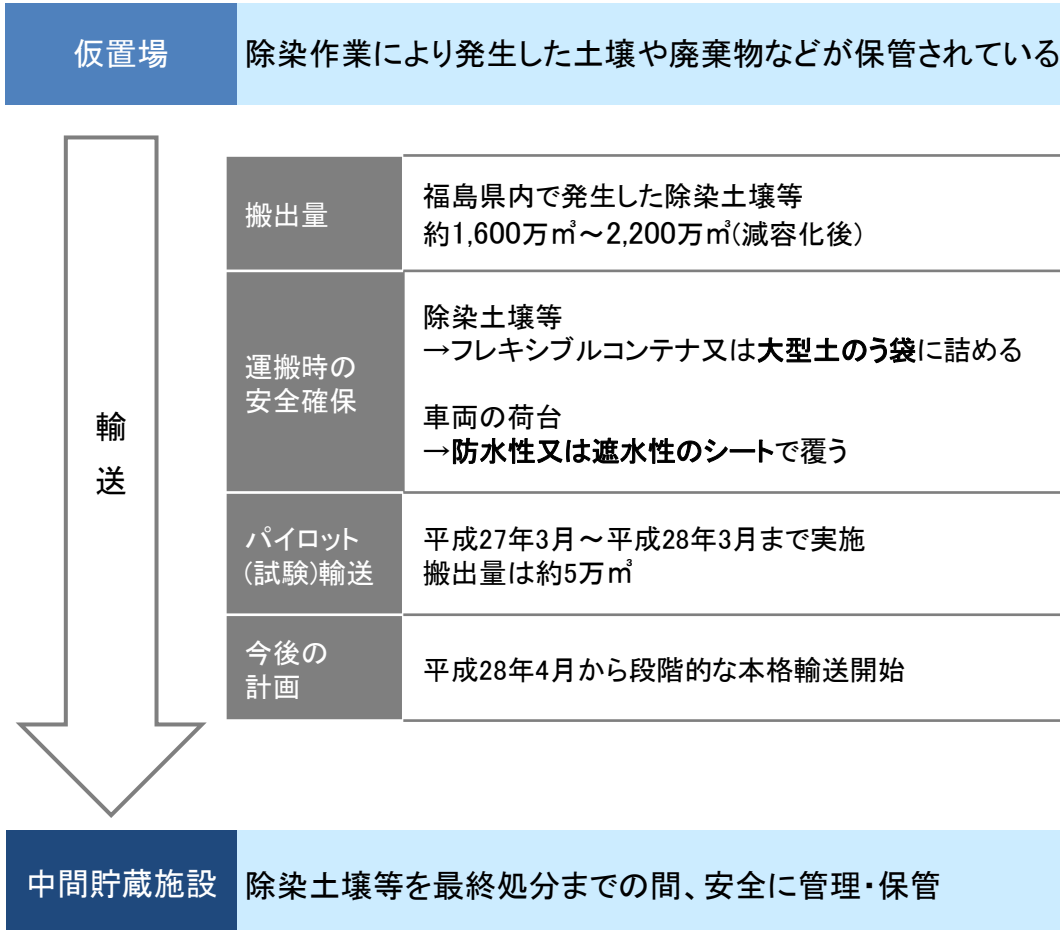 仮置場
除染作業により発生した土壌や廃棄物などが保管されている
輸
送
搬出量
福島県内で発生した除染土壌等
約1,600万㎥～2,200万㎥(減容化後)
運搬時の
安全確保
除染土壌等
→フレキシブルコンテナ又は大型土のう袋に詰める
車両の荷台
→防水性又は遮水性のシートで覆う
パイロット
(試験)輸送
平成27年3月～平成28年3月まで実施
搬出量は約5万㎥
今後の
計画
平成28年4月から段階的な本格輸送開始
中間貯蔵施設
除染土壌等を最終処分までの間、安全に管理・保管